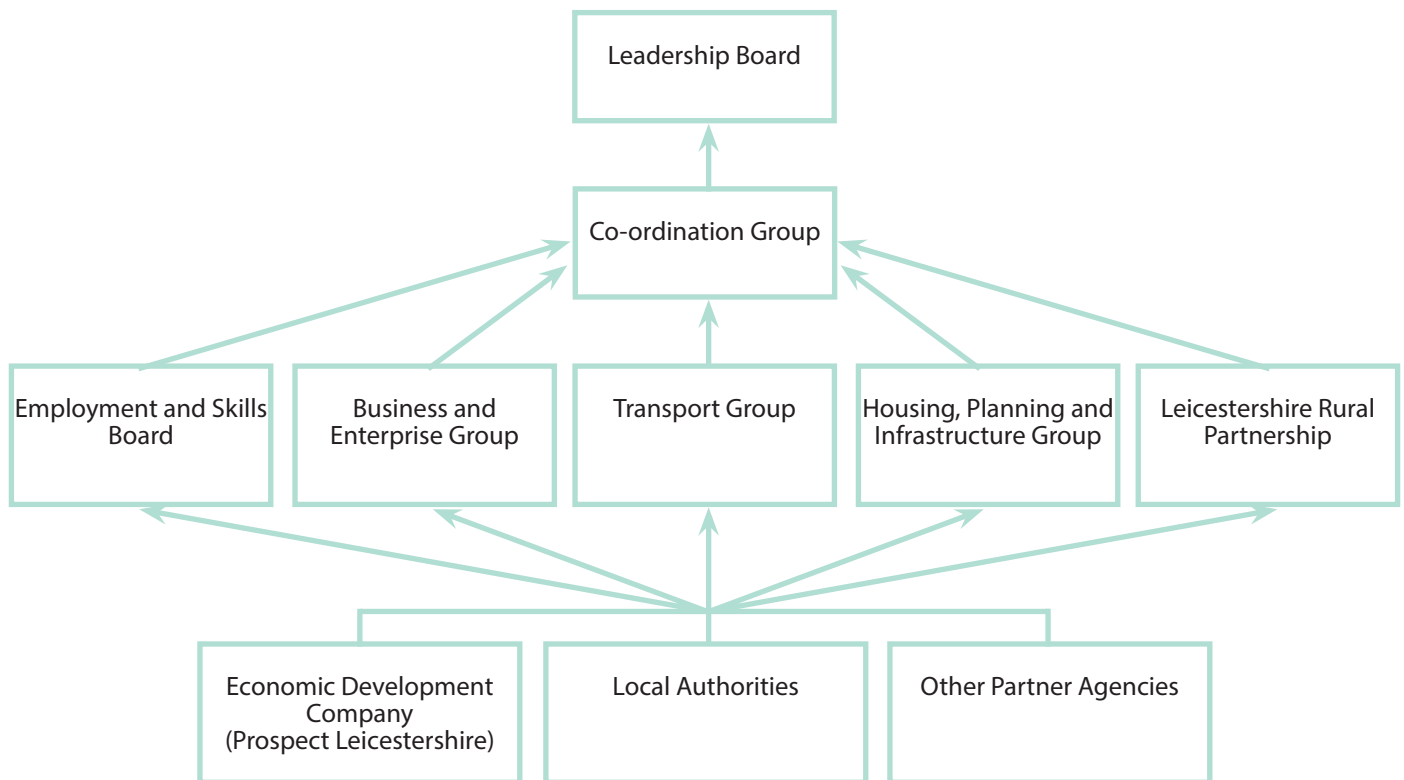 Leadership Board
Co-ordination Group
Employment and Skills
Board
Business and
Enterprise Group
Transport Group
Housing, Planning and
Infrastructure Group
Leicestershire Rural
Partnership
Economic Development
Company
(Prospect Leicestershire)
Local Authorities
Other Partner Agencies